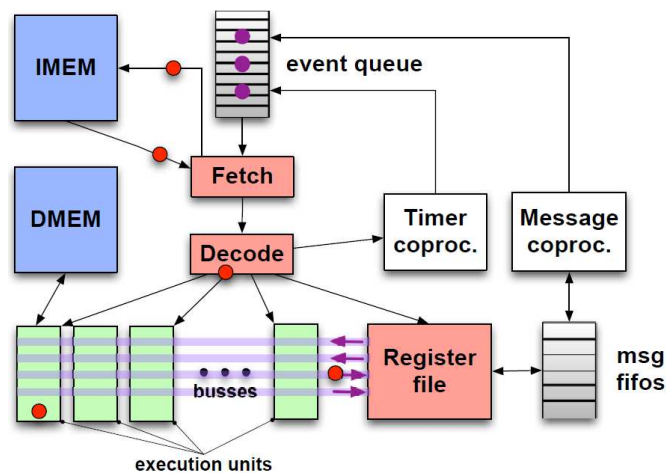 IMEM
event queue
Fetch
DMEM
Timer
coproc.
Message
coproc.
Decode
Register
file
busses
msg
fifos
execution units